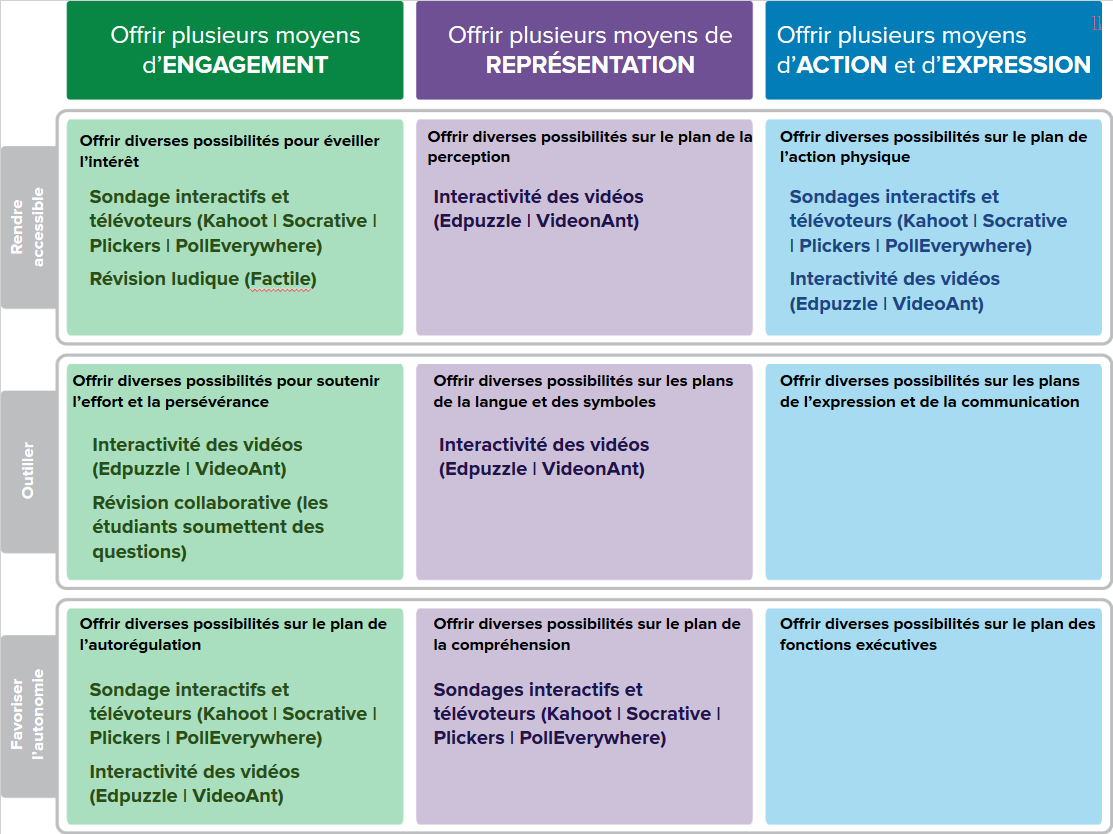 Offrir plusieurs moyens
d’ENGAGEMENT
Offrir plusieurs moyens de
REPRÉSENTATION
11
Offrir plusieurs moyens
d’ACTION et d’EXPRESSION
Rendre
accessible
Offrir diverses possibilités pour éveiller
l’intérêt
Sondage interactifs et
télévoteurs (Kahoot | Socrative |
Plickers | PollEverywhere)
Révision ludique (Factile)
Offrir diverses possibilités sur le plan de la
perception
Interactivité des vidéos
(Edpuzzle | VideonAnt)
Offrir diverses possibilités sur le plan de
l’action physique
Sondages interactifs et
télévoteurs (Kahoot | Socrative
| Plickers | PollEverywhere)
Interactivité des vidéos
(Edpuzzle | VideoAnt)
Outiller
Offrir diverses possibilités pour soutenir
l’effort et la persévérance
Interactivité des vidéos
(Edpuzzle | VideoAnt)
Révision collaborative (les
étudiants soumettent des
questions)
Offrir diverses possibilités sur les plans
de la langue et des symboles
Interactivité des vidéos
(Edpuzzle | VideonAnt)
Offrir diverses possibilités sur les plans
de l’expression et de la communication
Favoriser
l’autonomie
Offrir diverses possibilités sur le plan de
l’autorégulation
Sondage interactifs et
télévoteurs (Kahoot | Socrative |
Plickers | PollEverywhere)
Interactivité des vidéos
(Edpuzzle | VideoAnt)
Offrir diverses possibilités sur le plan de
la compréhension
Sondages interactifs et
télévoteurs (Kahoot | Socrative |
Plickers | PollEverywhere)
Offrir diverses possibilités sur le plan des
fonctions exécutives